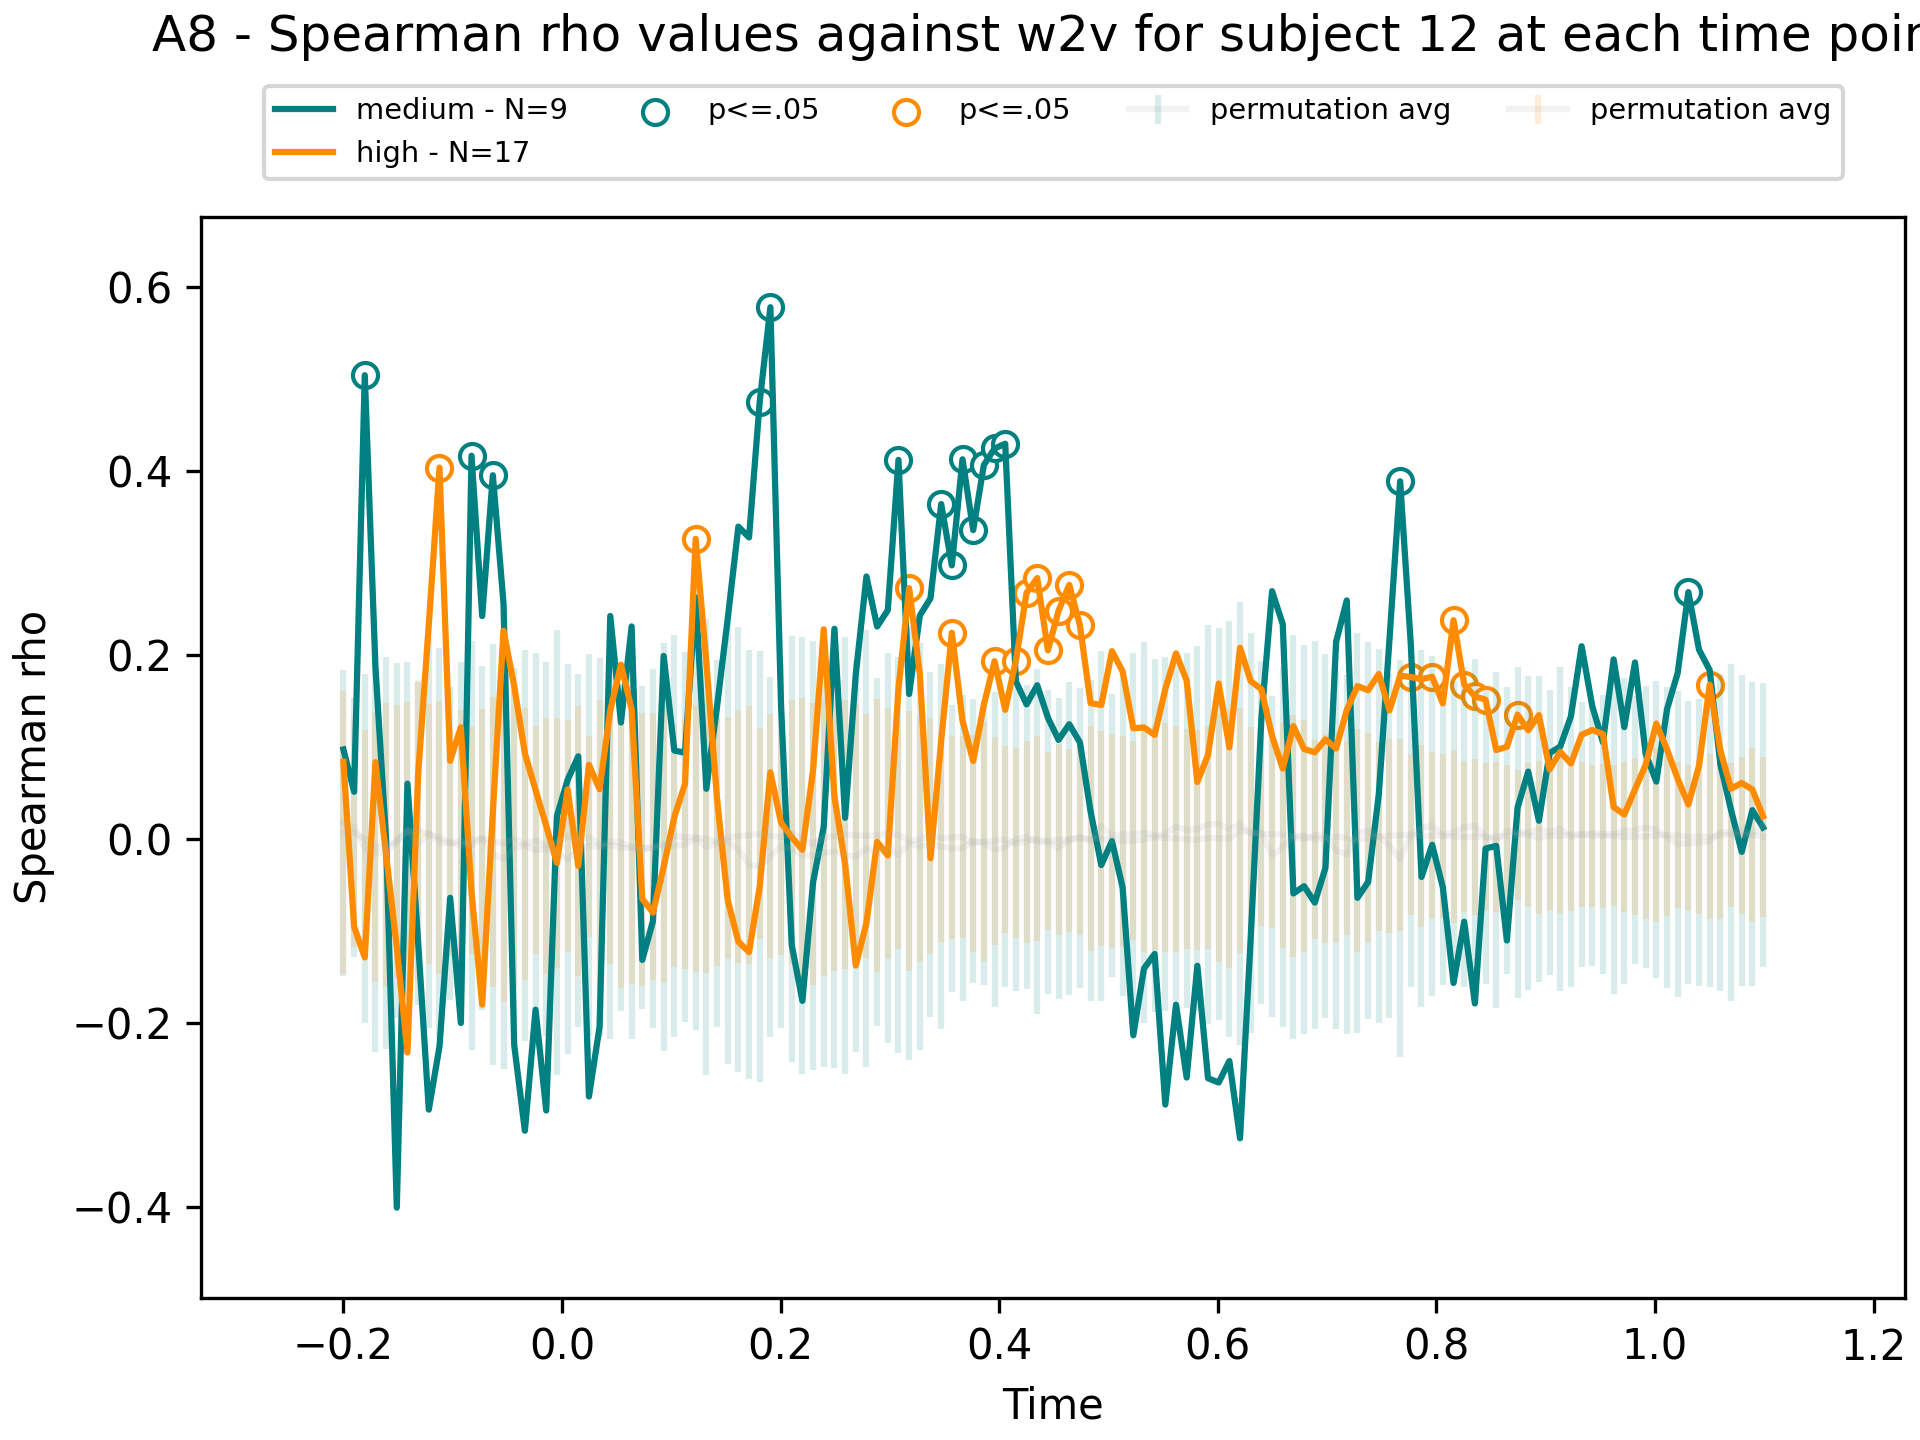 A8 - Spearman rho values against w2v for subject 12 at each time poin
medium - N=9
p<=.05
p<=.05
permutation avg
permutation avg
high - N=17
0.6
0.4
0.2
0.0
−0.2
−0.4
Spearman rho
−0.2
0.0
0.2
0.4
0.6
0.8
1.0
1.2
Time